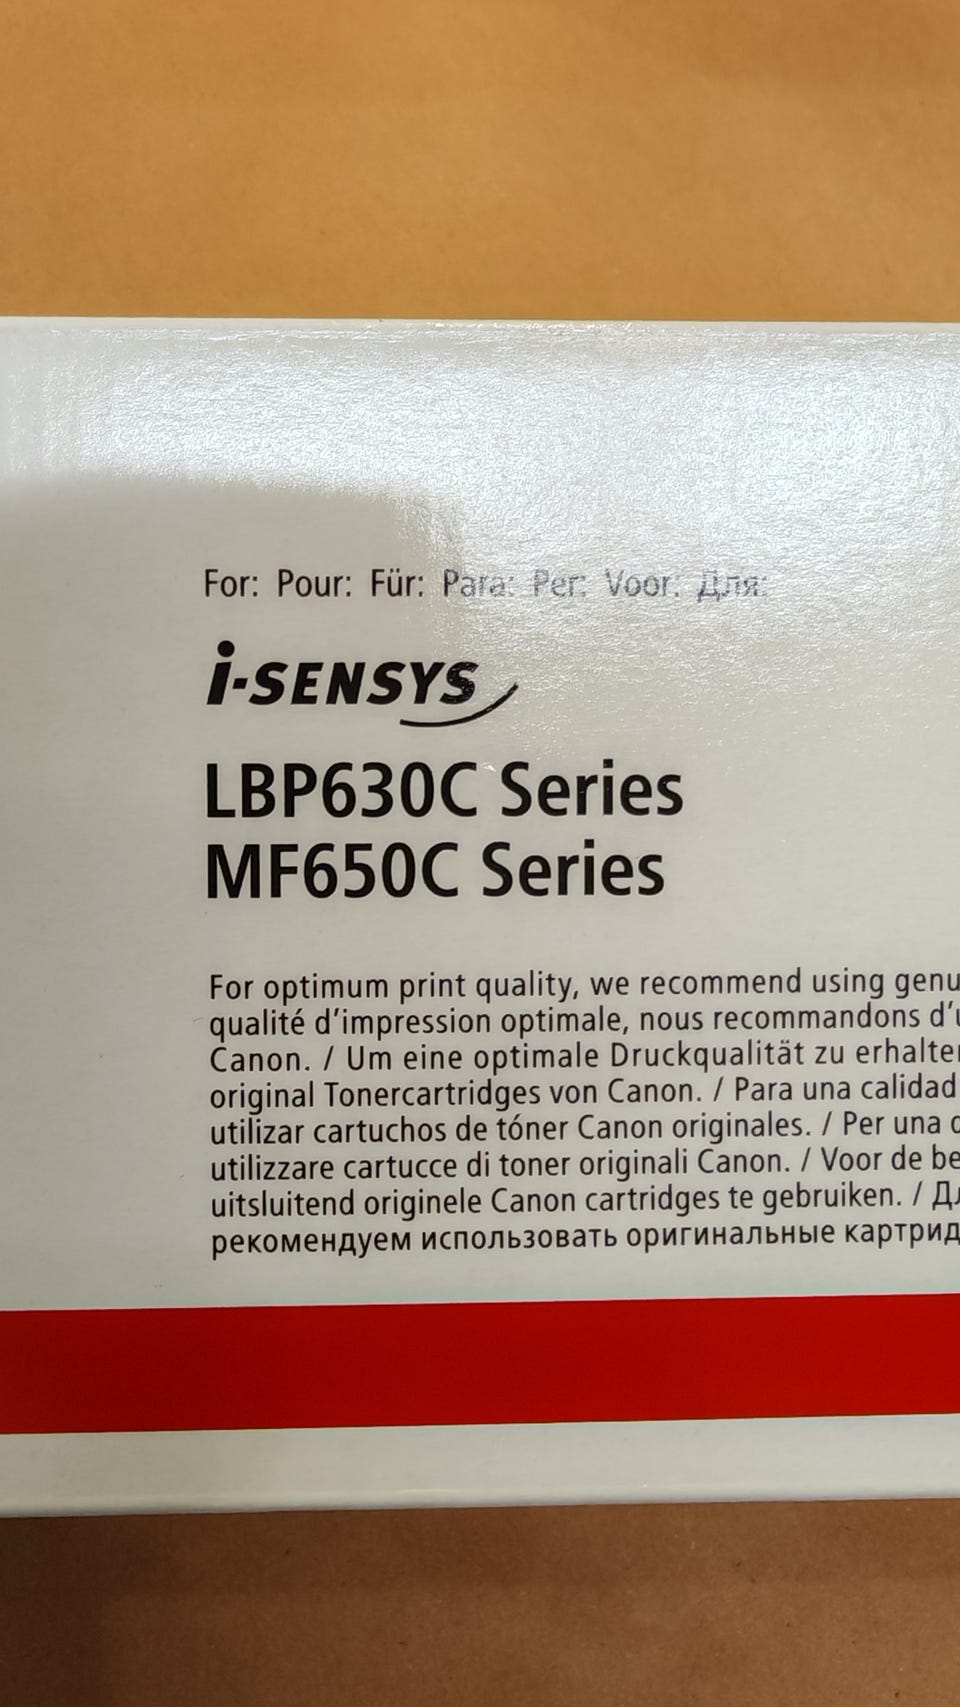 For: Pour: Für: Para: Per: Voor: Для:
i-SENSYS
LBP630C Series
MF650C Series
For optimum print quality, we recommend using genu
qualité d'impression optimale, nous recommandons d'u
Canon. / Um eine optimale Druckqualität zu erhalte
original Tonercartridges von Canon. / Para una calidad
utilizar cartuchos de tóner Canon originales. / Per una
utilizzare cartucce di toner originali Canon. / Voor de be
uitsluitend originele Canon cartridges te gebruiken. /
рекомендуем использовать оригинальные картрид